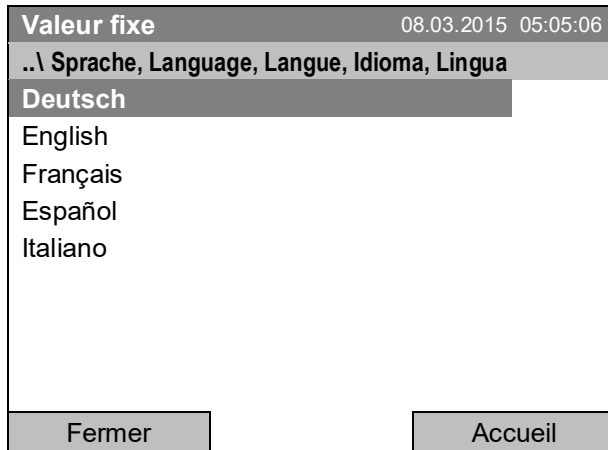 Valeur fixe 08.03.2015 05:05:06
..\ Sprache, Language, Langue, Idioma, Lingua
Deutsch
English
Français
Español
Italiano
Fermer Accueil